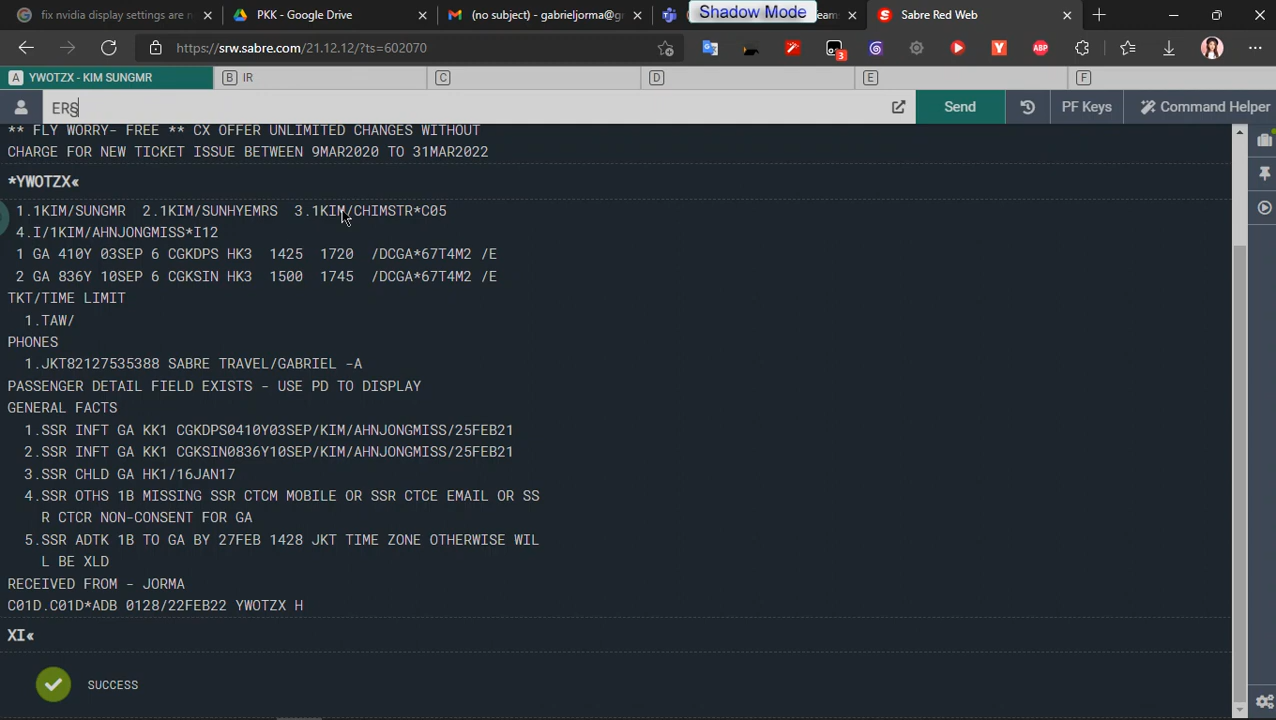 fix nvidia display settings are n
PKK - Google Drive
(no subject) - gabrieljorma@gr
Shadow Mode
Sabre Red Web
https://srw.sabre.com/21.12.12/?ts=602070
3
ABP
A YWOTZX - KIM SUNGMR
B IR
C
D
E
F
ER§
Send
PF Keys
Command Helper
** FLY WORRY- FREE ** CX OFFER UNLIMITED CHANGES WITHOUT
CHARGE FOR NEW TICKET ISSUE BETWEEN 9MAR2020 TO 31MAR2022
*YWOTZX«
1.1KIM/SUNGMR 2.1KIM/SUNHYEMRS 3.1KIM/CHIMSTR*C05
4.I/1KIM/AHNJONGMISS*I12
1 GA 410Y 03SEP 6 CGKDPS HK3 1425 1720 /DCGA*67T4M2 /E
2 GA 836Y 10SEP 6 CGKSIN HK3 1500 1745 /DCGA*67T4M2 /E
TKT/TIME LIMIT
1.TAW/
PHONES
1.JKT82127535388 SABRE TRAVEL/GABRIEL -A
PASSENGER DETAIL FIELD EXISTS - USE PD TO DISPLAY
GENERAL FACTS
1.SSR INFT GA KK1 CGKDPS0410Y03SEP/KIM/AHNJONGMISS/25FEB21
2.SSR INFT GA KK1 CGKSIN0836Y10SEP/KIM/AHNJONGMISS/25FEB21
3.SSR CHLD GA HK1/16JAN17
4.SSR OTHS 1B MISSING SSR CTCM MOBILE OR SSR CTCE EMAIL OR SS
R CTCR NON-CONSENT FOR GA
5.SSR ADTK 1B TO GA BY 27FEB 1428 JKT TIME ZONE OTHERWISE WIL
L BE XLD
RECEIVED FROM - JORMA
C01D.C01D*ADB 0128/22FEB22 YWOTZX H
XI«
SUCCESS